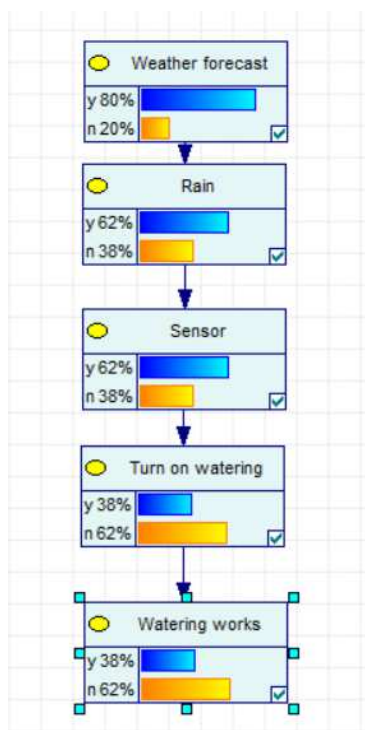 Weather forecast
y 80%
n 20%
Rain
y 62%
n 38%
Sensor
y 62%
n 38%
Turn on watering
y 38%
n 62%
Watering works
y 38%
n 62%